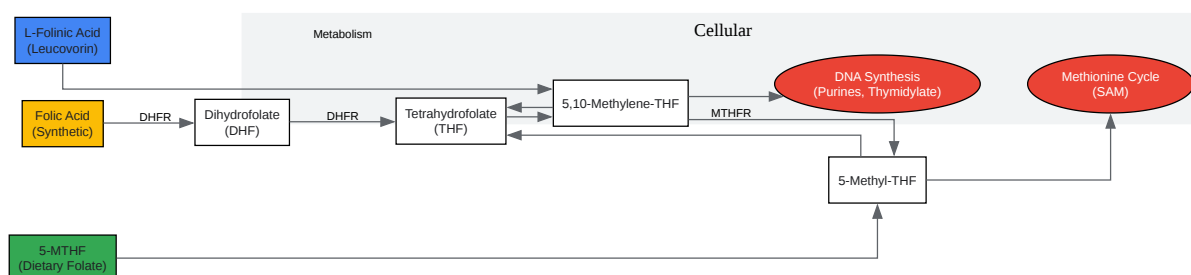 L-Folinic Acid
(Leucovorin)
Metabolism
Cellular
5,10-Methylene-THF
DNA Synthesis
(Purines, Thymidylate)
Methionine Cycle
(SAM)
Folic Acid
(Synthetic)
DHFR
Dihydrofolate
(DHF)
DHFR
Tetrahydrofolate
(THF)
MTHFR
5-Methyl-THF
5-MTHF
(Dietary Folate)